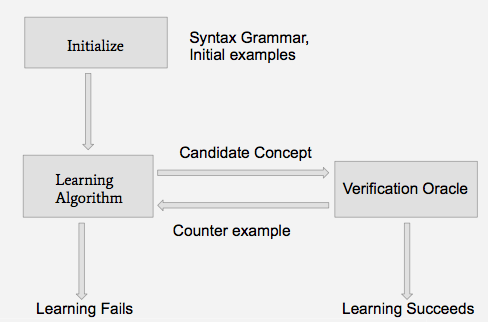 Initialize
Syntax Grammar,
Initial examples
Candidate Concept
Learning
Algorithm
Verification Oracle
Counter example
Learning Fails
Learning Succeeds